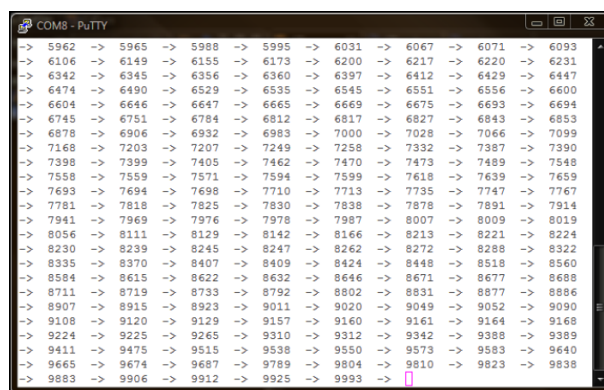 COM8 - PuTTY
-> 5962 -> 5965 -> 5988 -> 5995 -> 6031 -> 6067 -> 6071 -> 6093
-> 6106 -> 6149 -> 6155 -> 6173 -> 6200 -> 6217 -> 6220 -> 6231
-> 6342 -> 6345 -> 6356 -> 6360 -> 6397 -> 6412 -> 6429 -> 6447
-> 6474 -> 6490 -> 6529 -> 6535 -> 6545 -> 6551 -> 6556 -> 6600
-> 6604 -> 6646 -> 6647 -> 6665 -> 6669 -> 6675 -> 6693 -> 6694
-> 6745 -> 6751 -> 6784 -> 6812 -> 6817 -> 6827 -> 6843 -> 6853
-> 6878 -> 6906 -> 6932 -> 6983 -> 7000 -> 7028 -> 7066 -> 7099
-> 7168 -> 7203 -> 7207 -> 7249 -> 7258 -> 7332 -> 7387 -> 7390
-> 7398 -> 7399 -> 7405 -> 7462 -> 7470 -> 7473 -> 7489 -> 7548
-> 7558 -> 7559 -> 7571 -> 7594 -> 7599 -> 7618 -> 7639 -> 7659
-> 7693 -> 7694 -> 7698 -> 7710 -> 7713 -> 7735 -> 7747 -> 7767
-> 7781 -> 7818 -> 7825 -> 7830 -> 7838 -> 7878 -> 7891 -> 7914
-> 7941 -> 7969 -> 7976 -> 7978 -> 7987 -> 8007 -> 8009 -> 8019
-> 8056 -> 8111 -> 8129 -> 8142 -> 8166 -> 8213 -> 8221 -> 8224
-> 8230 -> 8239 -> 8245 -> 8247 -> 8262 -> 8272 -> 8288 -> 8322
-> 8335 -> 8370 -> 8407 -> 8409 -> 8424 -> 8448 -> 8518 -> 8560
-> 8584 -> 8615 -> 8622 -> 8632 -> 8646 -> 8671 -> 8677 -> 8688
-> 8711 -> 8719 -> 8733 -> 8792 -> 8802 -> 8831 -> 8877 -> 8886
-> 8907 -> 8915 -> 8923 -> 9011 -> 9020 -> 9049 -> 9052 -> 9090
-> 9108 -> 9120 -> 9129 -> 9157 -> 9160 -> 9161 -> 9164 -> 9168
-> 9224 -> 9225 -> 9265 -> 9310 -> 9312 -> 9342 -> 9388 -> 9389
-> 9411 -> 9475 -> 9515 -> 9538 -> 9550 -> 9573 -> 9583 -> 9640
-> 9665 -> 9674 -> 9687 -> 9789 -> 9804 -> 9810 -> 9823 -> 9838
-> 9883 -> 9906 -> 9912 -> 9925 -> 9993 ->